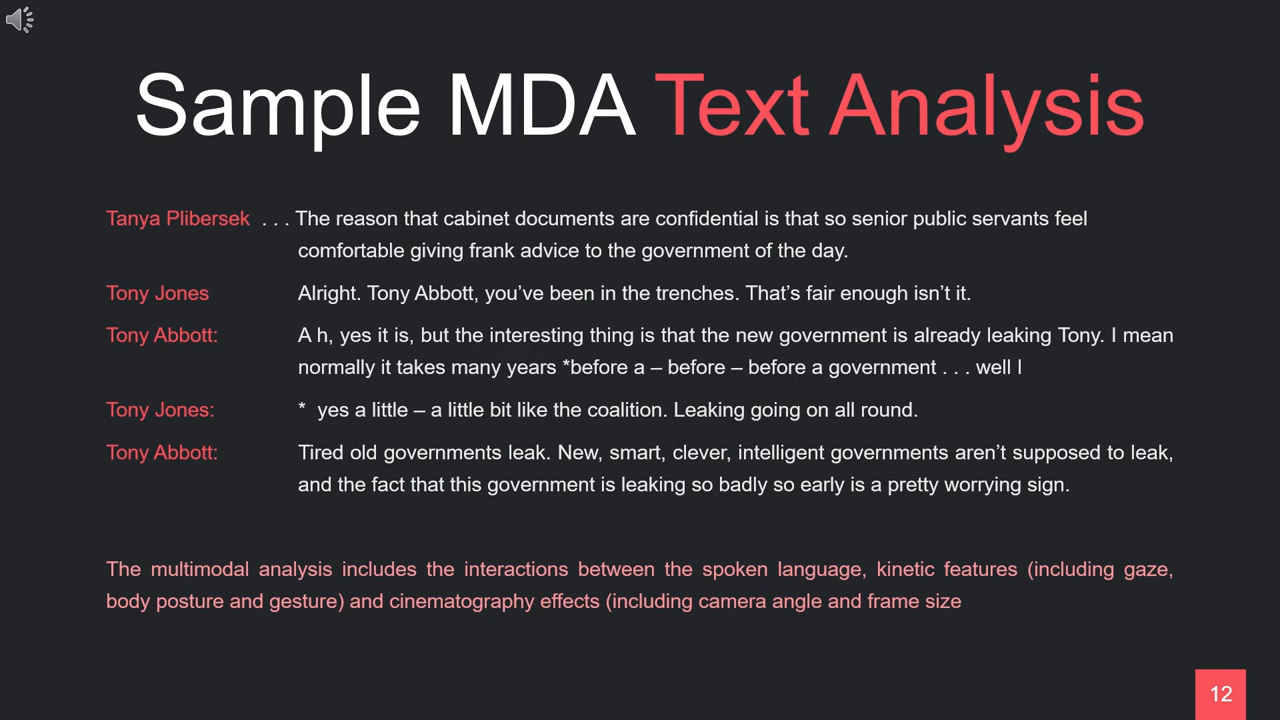 Sample MDA Text Analysis
Tanya Plibersek . . . The reason that cabinet documents are confidential is that so senior public servants feel
comfortable giving frank advice to the government of the day.
Tony Jones Alright. Tony Abbott, you’ve been in the trenches. That’s fair enough isn’t it.
Tony Abbott: A h, yes it is, but the interesting thing is that the new government is already leaking Tony. I mean
normally it takes many years *before a – before – before a government . . . well I
Tony Jones: * yes a little – a little bit like the coalition. Leaking going on all round.
Tony Abbott: Tired old governments leak. New, smart, clever, intelligent governments aren’t supposed to leak,
and the fact that this government is leaking so badly so early is a pretty worrying sign.
The multimodal analysis includes the interactions between the spoken language, kinetic features (including gaze,
body posture and gesture) and cinematography effects (including camera angle and frame size
12